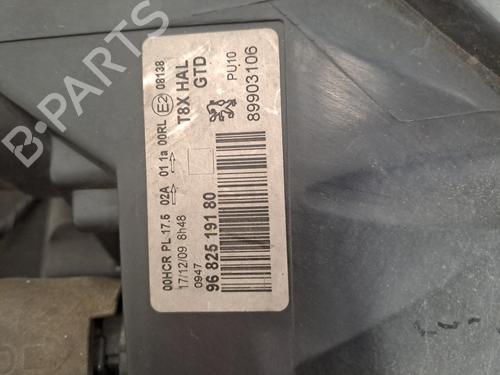 00HCR PL 17.6 02A 01 1a 00RL E2 08138
17/12/09 8h48
T8X HAL
GTD
0947
96 825 191 80
PU10
89903106
B-PARTS